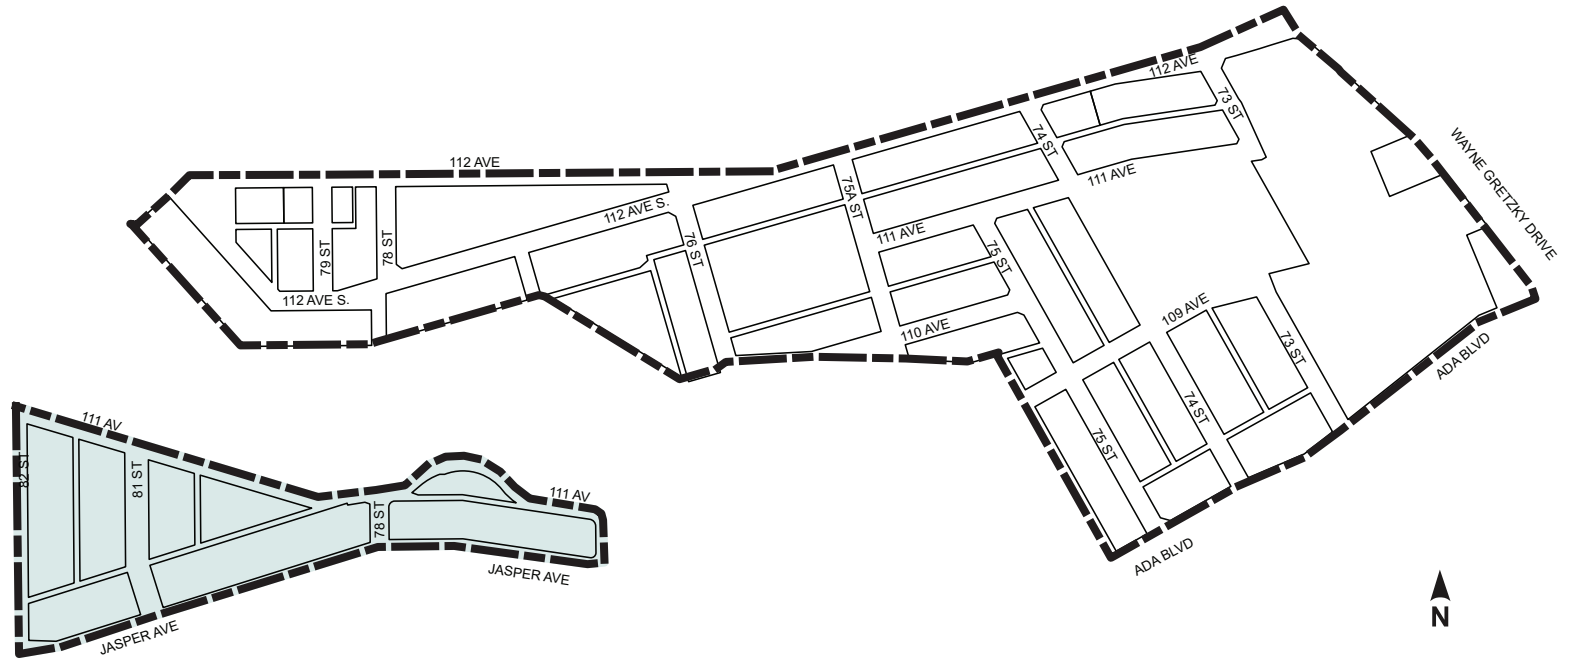 112 AVE
73 ST
112 AVE
74 ST
WAYNE GRETZKY DRIVE
111 AVE
75A ST
112 AVE S.
111 AVE
76 ST
75 ST
79 ST
78 ST
112 AVE S.
109 AVE
110 AVE
73 ST
ADA BLVD
74 ST
75 ST
ADA BLVD
111 AV
82 ST
81 ST
78 ST
111 AV
JASPER AVE
JASPER AVE
N